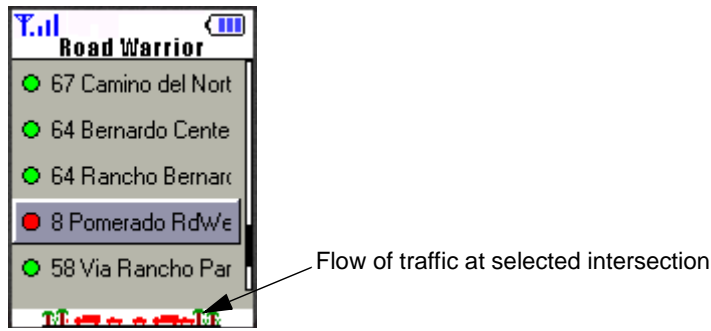 Road Warrior
67 Camino del Nort
64 Bernardo Cente
64 Rancho Bernarc
8 Pomerado RdWe
58 Via Rancho Par
Flow of traffic at selected intersection